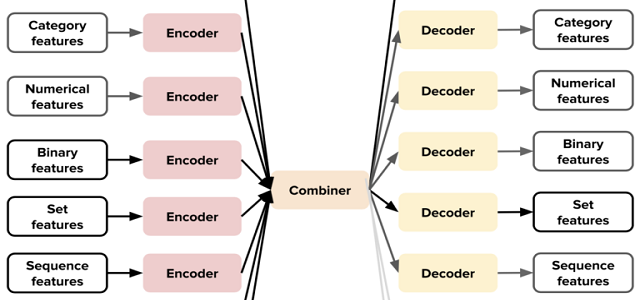 Category
features
Encoder
Decoder
Category
features
Numerical
features
Encoder
Decoder
Numerical
features
Binary
features
Encoder
Decoder
Binary
features
Combiner
Set
features
Encoder
Decoder
Set
features
Sequence
features
Encoder
Decoder
Sequence
features